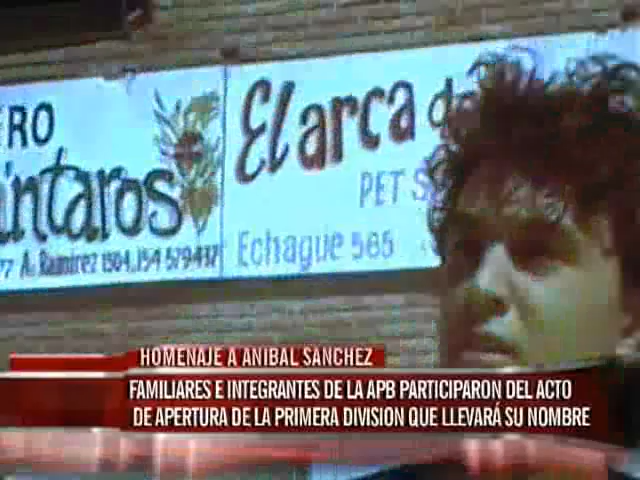 ERO
El arca de
ntaros
PET S
77 A. Ramirez 1504, 154 579437
Echague 565
HOMENAJE A ANIBAL SANCHEZ
FAMILIARES E INTEGRANTES DE LA APB PARTICIPARON DEL ACTO
DE APERTURA DE LA PRIMERA DIVISION QUE LLEVARÁ SU NOMBRE